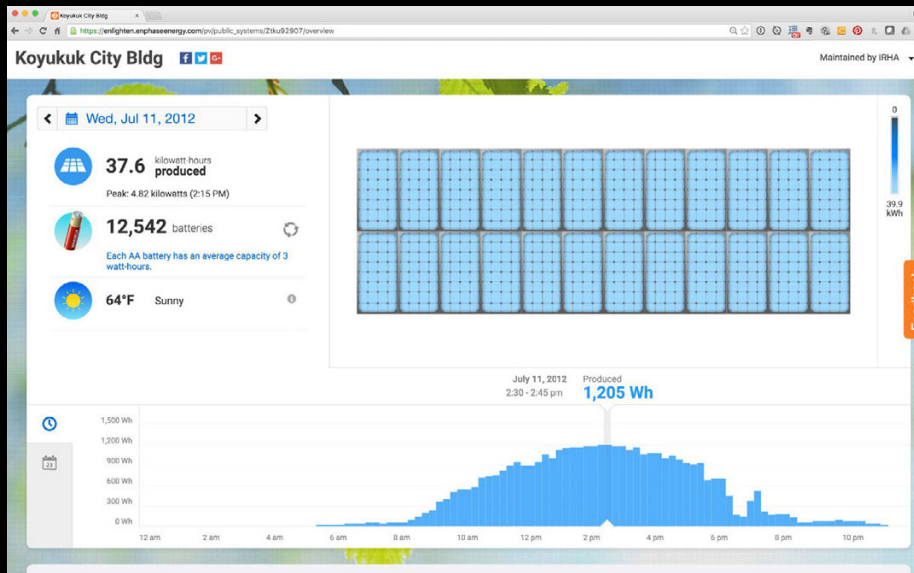 Koyukuk City Bldg
https://enlighten.enphaseenergy.com/pv/public_systems/Ztku92907/overview
Koyukuk City Bldg
Maintained by IRHA
Wed, Jul 11, 2012
37.6 kilowatt-hours produced
Peak: 4.82 kilowatts (2:15 PM)
12,542 batteries
Each AA battery has an average capacity of 3
watt-hours.
64°F Sunny
0
39.9
kWh
July 11, 2012 Produced
2:30 - 2:45 pm 1,205 Wh
1,500 Wh
1,200 Wh
900 Wh
600 Wh
300 Wh
0 Wh
23
12 am 2 am 4 am 6 am 8 am 10 am 12 pm 2 pm 4 pm 6 pm 8 pm 10 pm